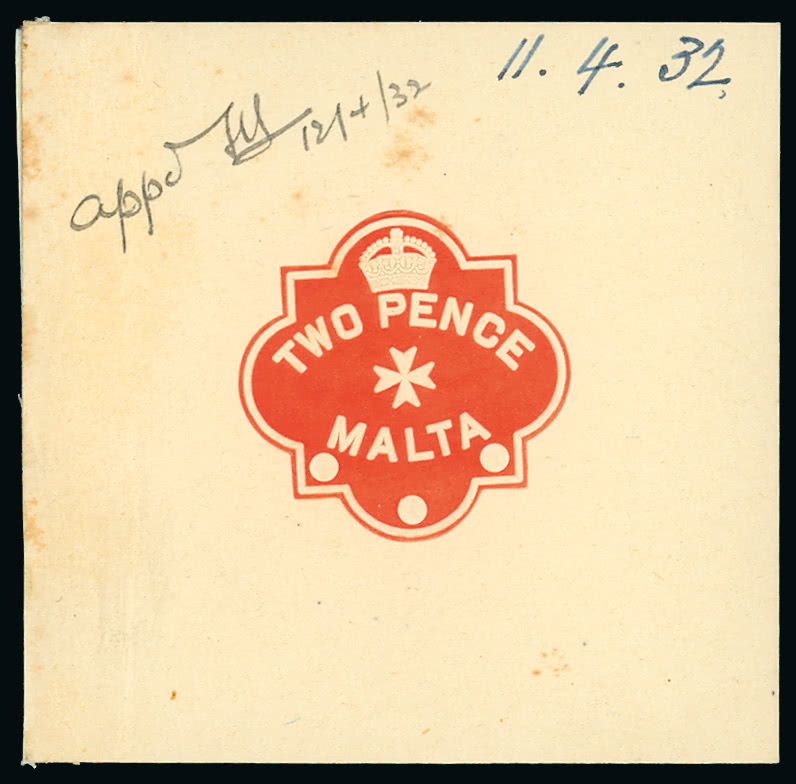 11. 4. 32
appd 12/4/32
TWO PENCE
MALTA